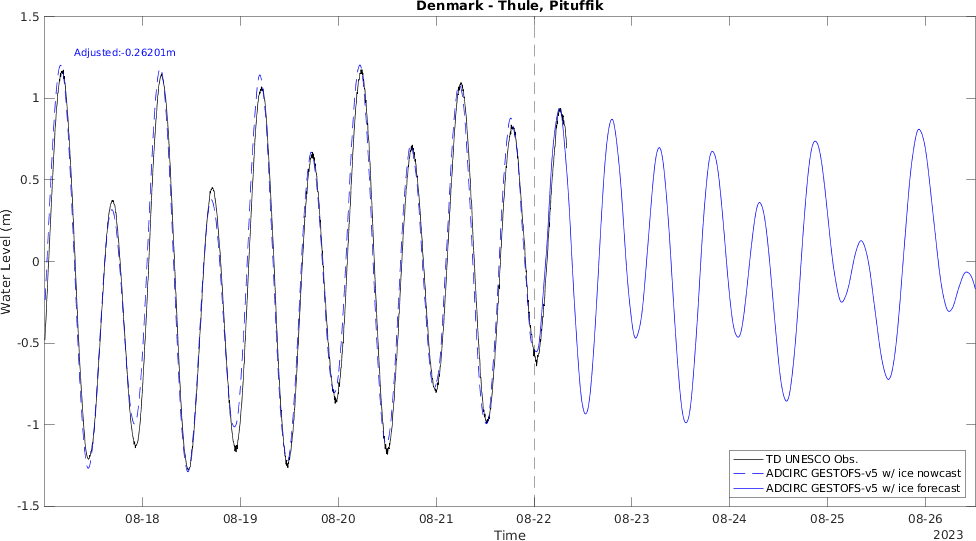 Denmark - Thule, Pituffik
Adjusted:-0.26201m
1.5
1
0.5
0
-0.5
-1
-1.5
Water Level (m)
TD UNESCO Obs.
ADCIRC GESTOFS-v5 w/ ice nowcast
ADCIRC GESTOFS-v5 w/ ice forecast
08-18 08-19 08-20 08-21 08-22 08-23 08-24 08-25 08-26
Time
2023